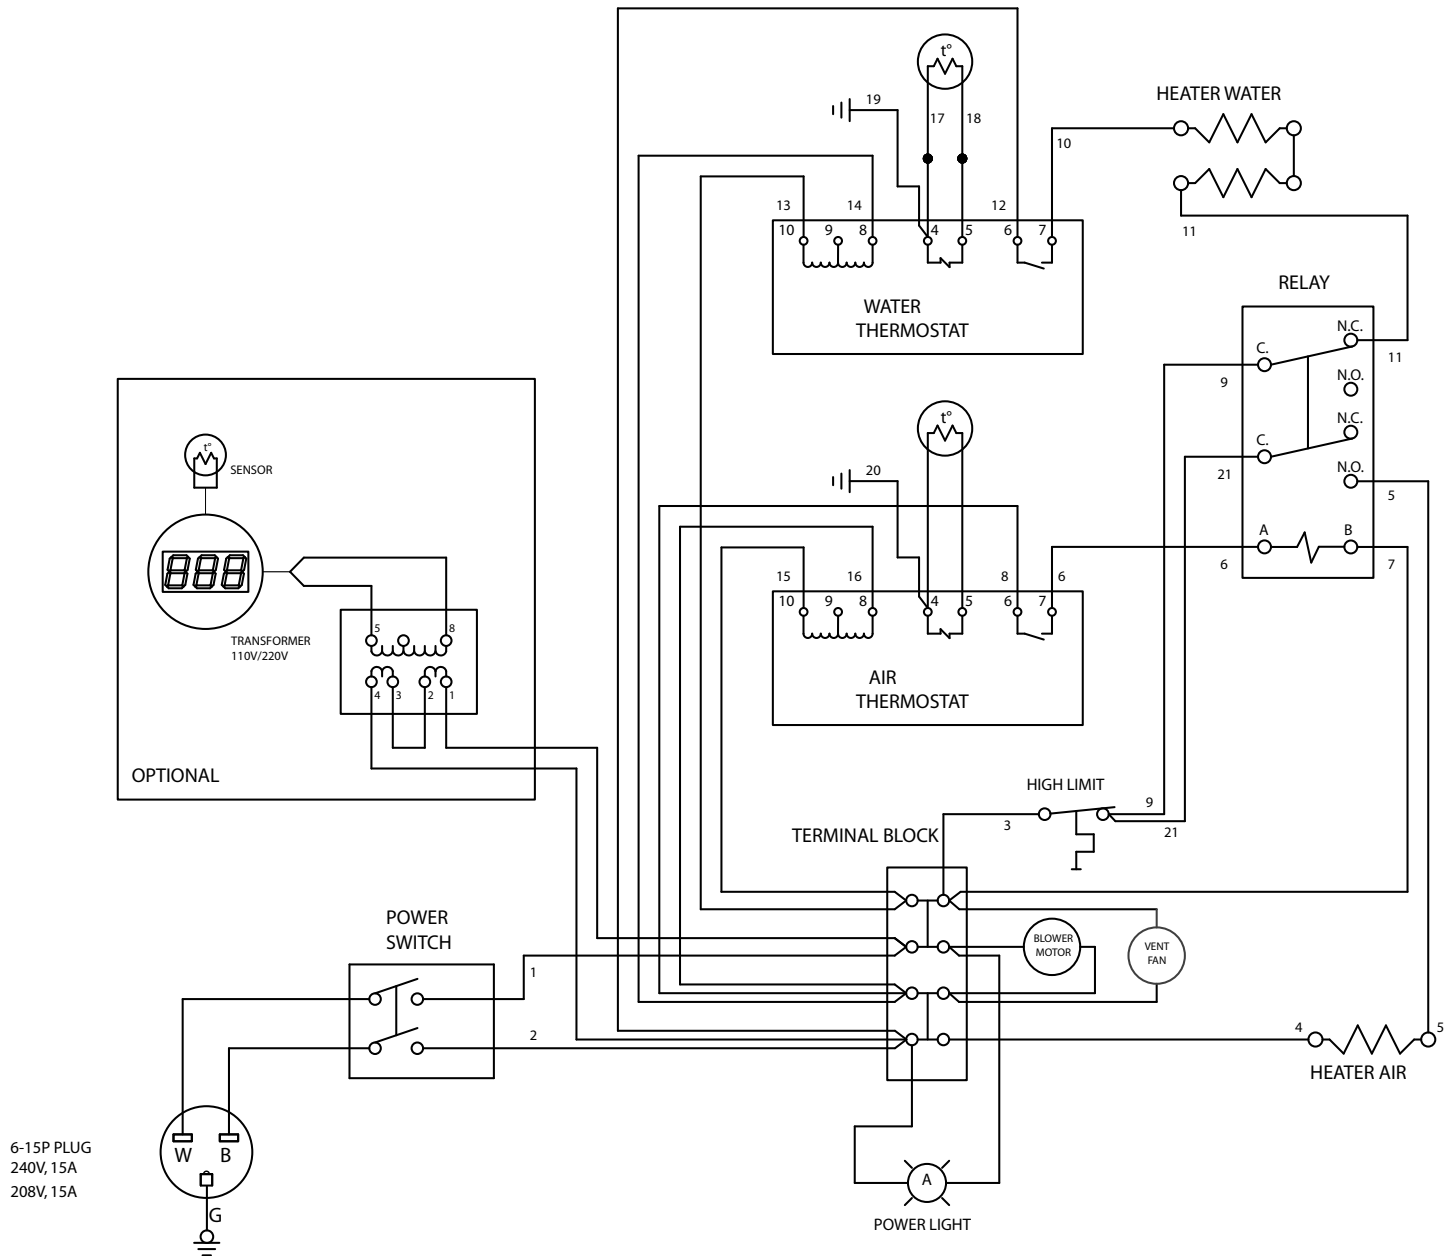 t°
HEATER WATER
19
17
18
10
13
14
12
11
10
9
8
4
5
6
7
WATER
THERMOSTAT
RELAY
N.C.
C.
11
9
N.O.
N.C.
C.
21
N.O.
5
A
B
6
7
t°
20
15
16
8
6
10
9
8
4
5
6
7
AIR
THERMOSTAT
t°
SENSOR
888
TRANSFORMER
110V/220V
5
8
4
3
2
1
OPTIONAL
HIGH LIMIT
3
9
21
TERMINAL BLOCK
POWER
SWITCH
1
2
BLOWER
MOTOR
VENT
FAN
4
5
HEATER AIR
6-15P PLUG
240V, 15A
208V, 15A
W
B
G
A
POWER LIGHT